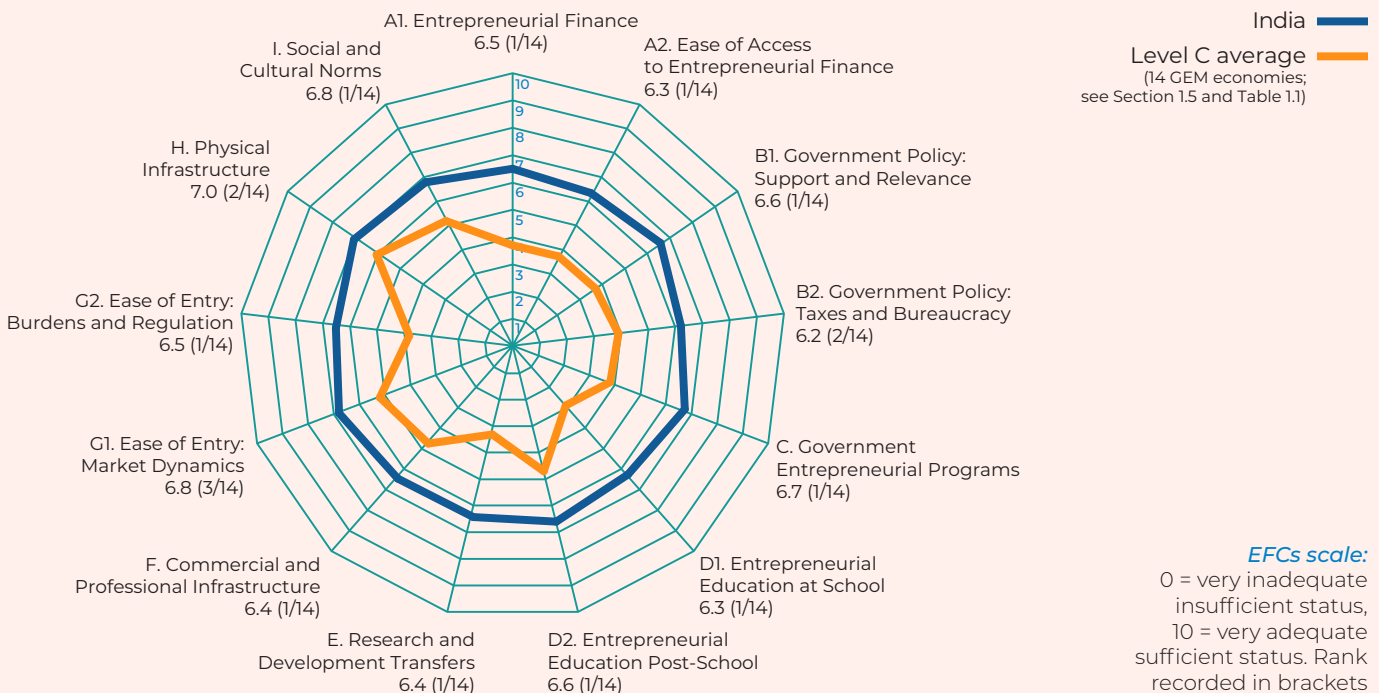 A1. Entrepreneurial Finance
6.5 (1/14)
A2. Ease of Access
to Entrepreneurial Finance
6.3 (1/14)
B1. Government Policy:
Support and Relevance
6.6 (1/14)
B2. Government Policy:
Taxes and Bureaucracy
6.2 (2/14)
C. Government
Entrepreneurial Programs
6.7 (1/14)
D1. Entrepreneurial
Education at School
6.3 (1/14)
D2. Entrepreneurial
Education Post-School
6.6 (1/14)
E. Research and
Development Transfers
6.4 (1/14)
F. Commercial and
Professional Infrastructure
6.4 (1/14)
G1. Ease of Entry:
Market Dynamics
6.8 (3/14)
G2. Ease of Entry:
Burdens and Regulation
6.5 (1/14)
H. Physical
Infrastructure
7.0 (2/14)
I. Social and
Cultural Norms
6.8 (1/14)
10
9
8
7
6
5
3
2
1
India
Level C average
(14 GEM economies;
see Section 1.5 and Table 1.1)
EFCs scale:
0 = very inadequate
insufficient status,
10 = very adequate
sufficient status. Rank
recorded in brackets